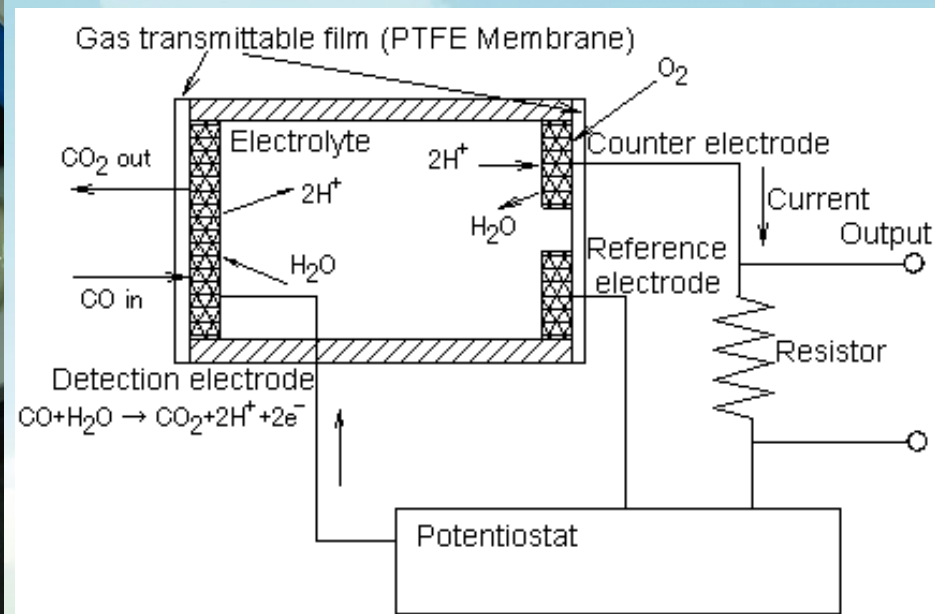 Gas transmittable film (PTFE Membrane)
O₂
Electrolyte
Counter electrode
CO₂ out
2H⁺
2H⁺
Current
H₂O
Output
Reference
electrode
H₂O
CO in
Resistor
Detection electrode
CO+H₂O → CO₂+2H⁺+2e⁻
Potentiostat